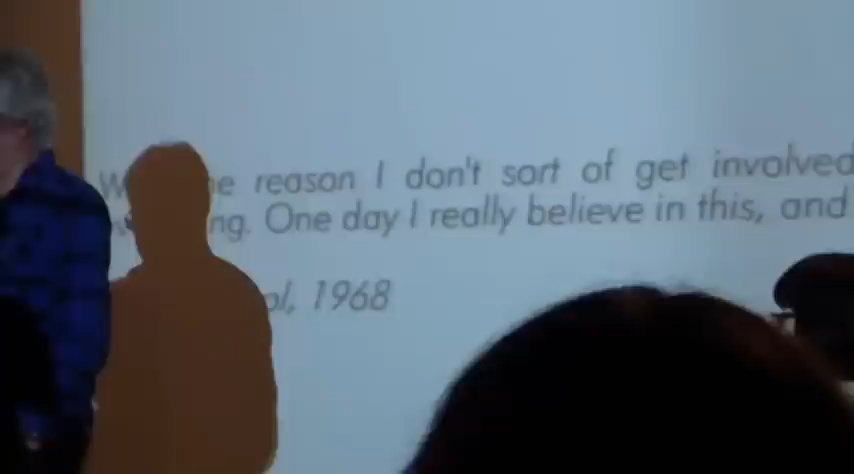 reason I don't sort of get involved
One day I really believe in this, and
1968